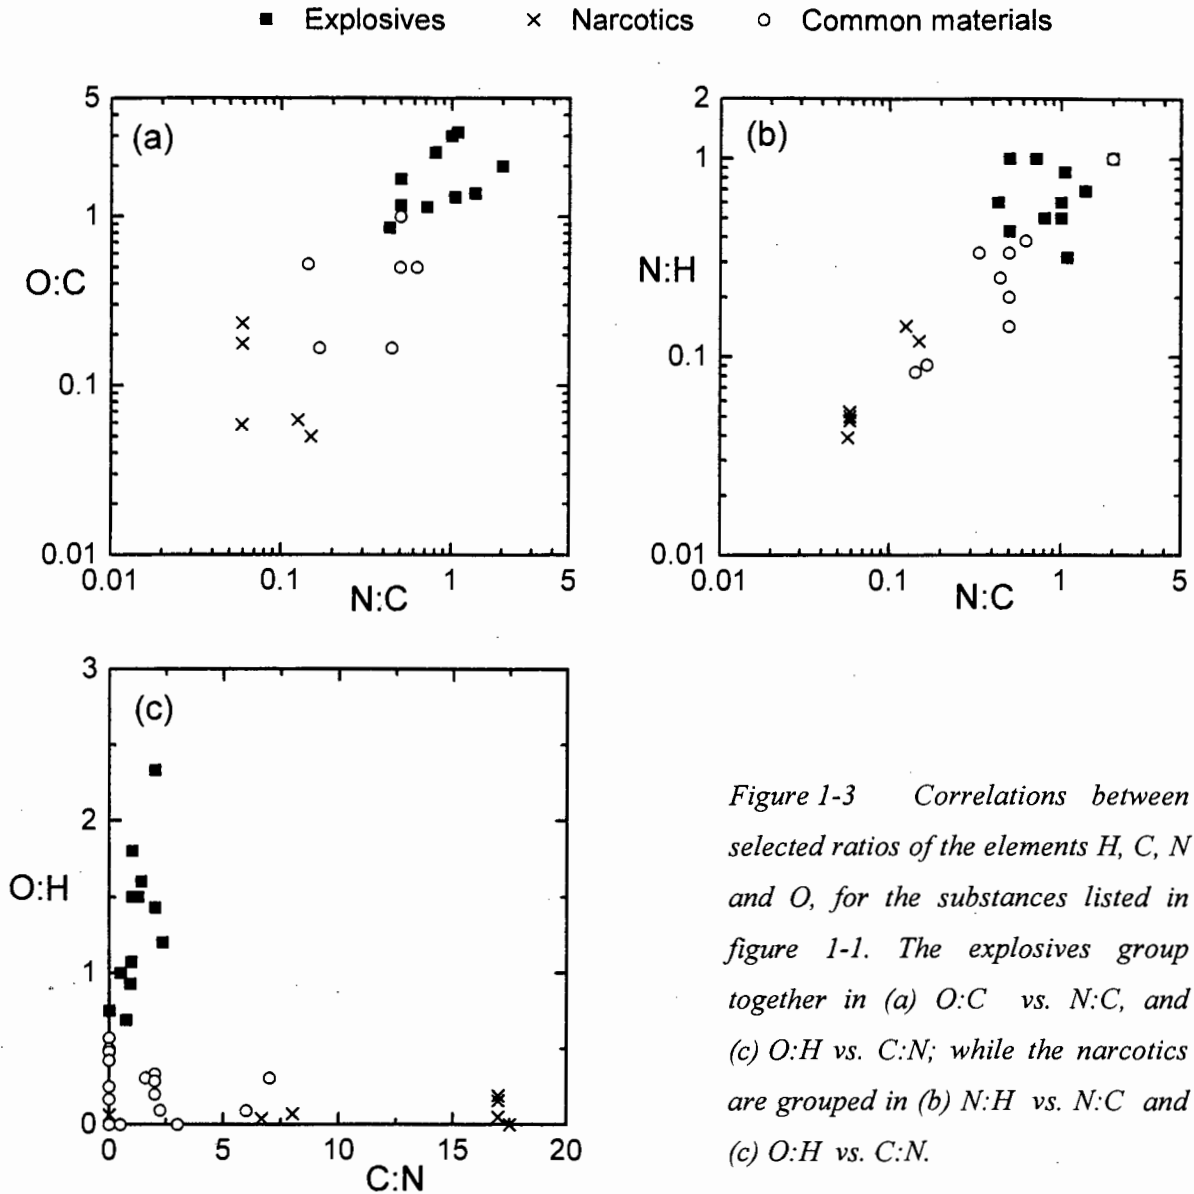 Explosives Narcotics Common materials
(a)
5
1
O:C
0.1
0.01
0.01 0.1 1 5
N:C
(b)
2
1
N:H
0.1
0.01
0.01 0.1 1 5
N:C
(c)
3
2
O:H
1
0
0 5 10 15 20
C:N
Figure 1-3 Correlations between
selected ratios of the elements H, C, N
and O, for the substances listed in
figure 1-1. The explosives group
together in (a) O:C vs. N:C, and
(c) O:H vs. C:N; while the narcotics
are grouped in (b) N:H vs. N:C and
(c) O:H vs. C:N.